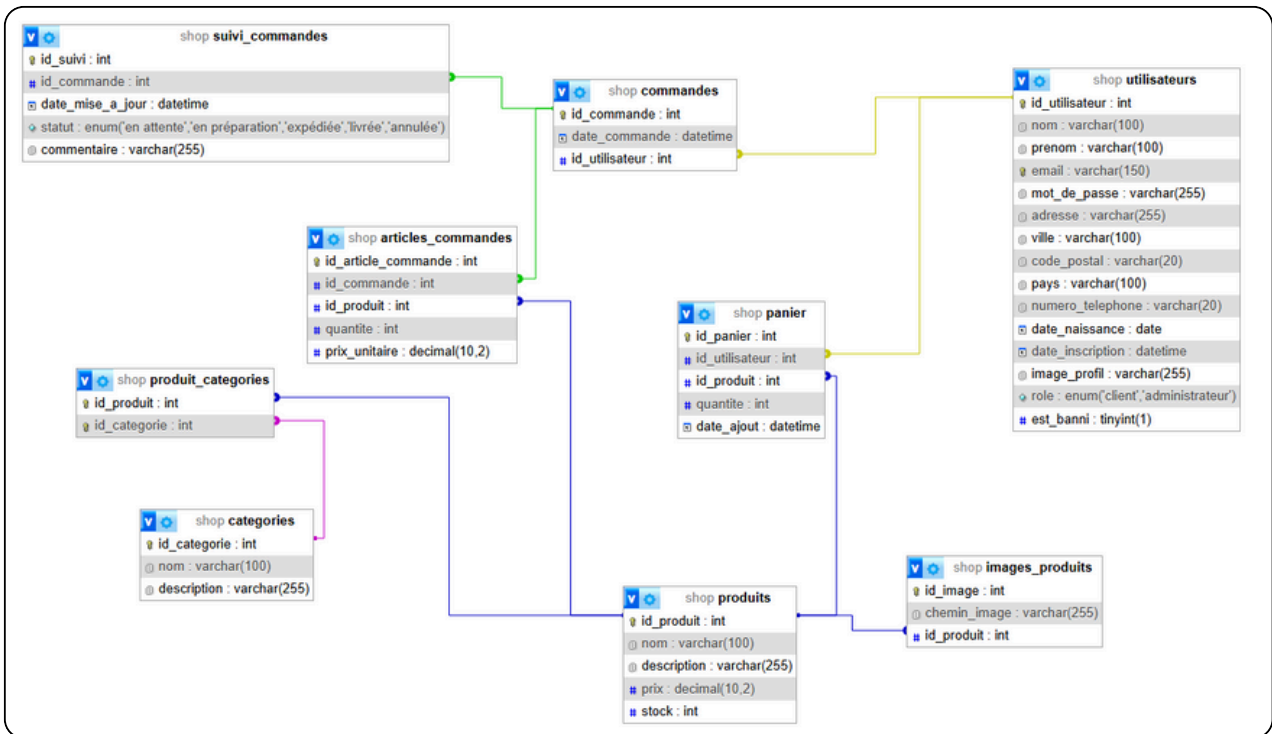 shop suivi_commandes
id_suivi : int
id_commande : int
date_mise_a_jour : datetime
statut : enum('en attente','en préparation','expédiée','livrée','annulée')
commentaire : varchar(255)
shop commandes
id_commande : int
date_commande : datetime
id_utilisateur : int
shop utilisateurs
id_utilisateur : int
nom : varchar(100)
prenom : varchar(100)
email : varchar(150)
mot_de_passe : varchar(255)
adresse : varchar(255)
ville : varchar(100)
code_postal : varchar(20)
pays : varchar(100)
numero_telephone : varchar(20)
date_naissance : date
date_inscription : datetime
image_profil : varchar(255)
role : enum('client','administrateur')
est_banni : tinyint(1)
shop articles_commandes
id_article_commande : int
id_commande : int
id_produit : int
quantite : int
prix_unitaire : decimal(10,2)
shop panier
id_panier : int
id_utilisateur : int
id_produit : int
quantite : int
date_ajout : datetime
shop produit_categories
id_produit : int
id_categorie : int
shop categories
id_categorie : int
nom : varchar(100)
description : varchar(255)
shop produits
id_produit : int
nom : varchar(100)
description : varchar(255)
prix : decimal(10,2)
stock : int
shop images_produits
id_image : int
chemin_image : varchar(255)
id_produit : int